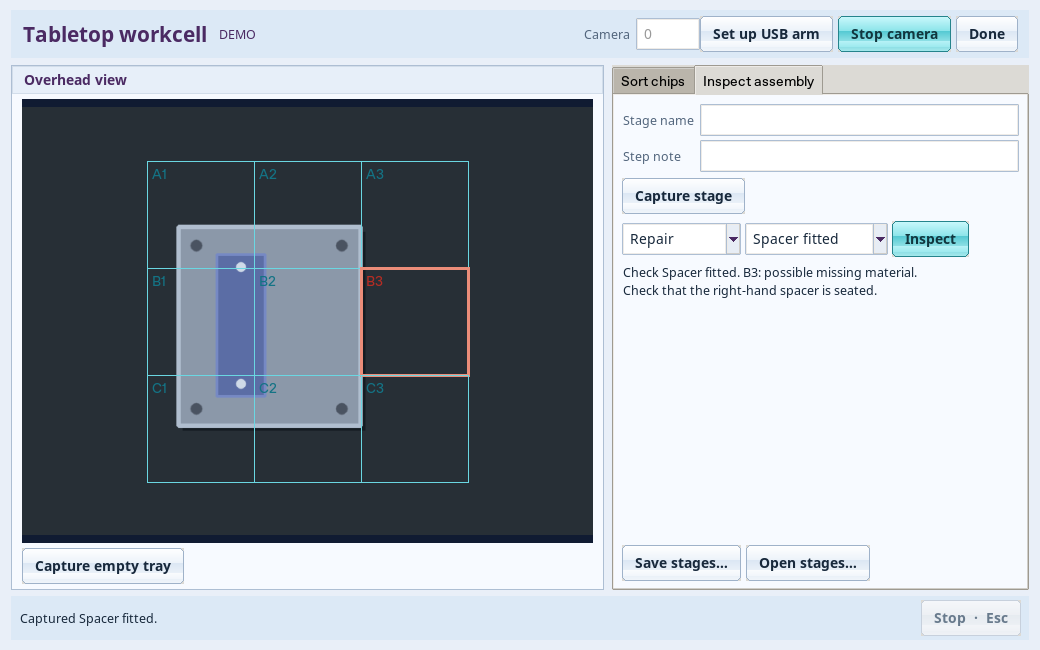 Tabletop workcell DEMO
Camera 0 Set up USB arm Stop camera Done
Overhead view
A1 A2 A3
B1 B2 B3
C1 C2 C3
Capture empty tray
Sort chips Inspect assembly
Stage name
Step note
Capture stage
Repair Spacer fitted Inspect
Check Spacer fitted. B3: possible missing material.
Check that the right-hand spacer is seated.
Save stages... Open stages...
Captured Spacer fitted.
Stop · Esc